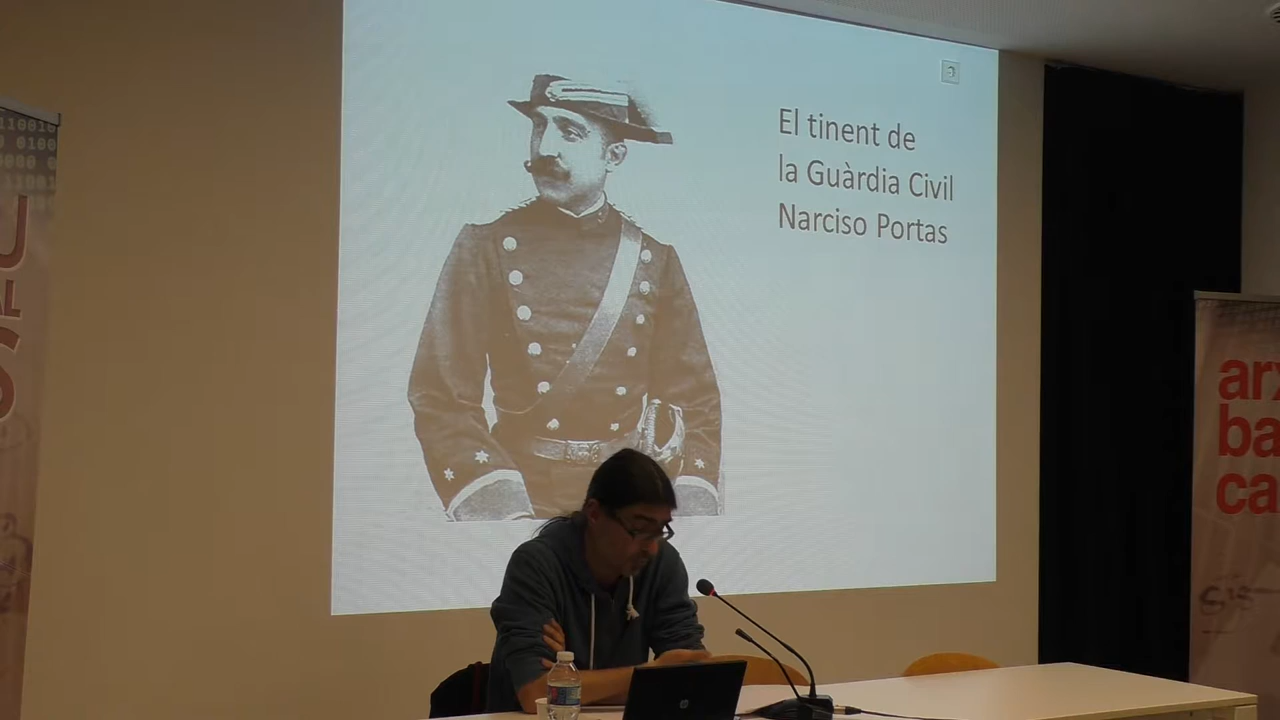 El tinent de
la Guàrdia Civil
Narciso Portas
arx
ba
ca